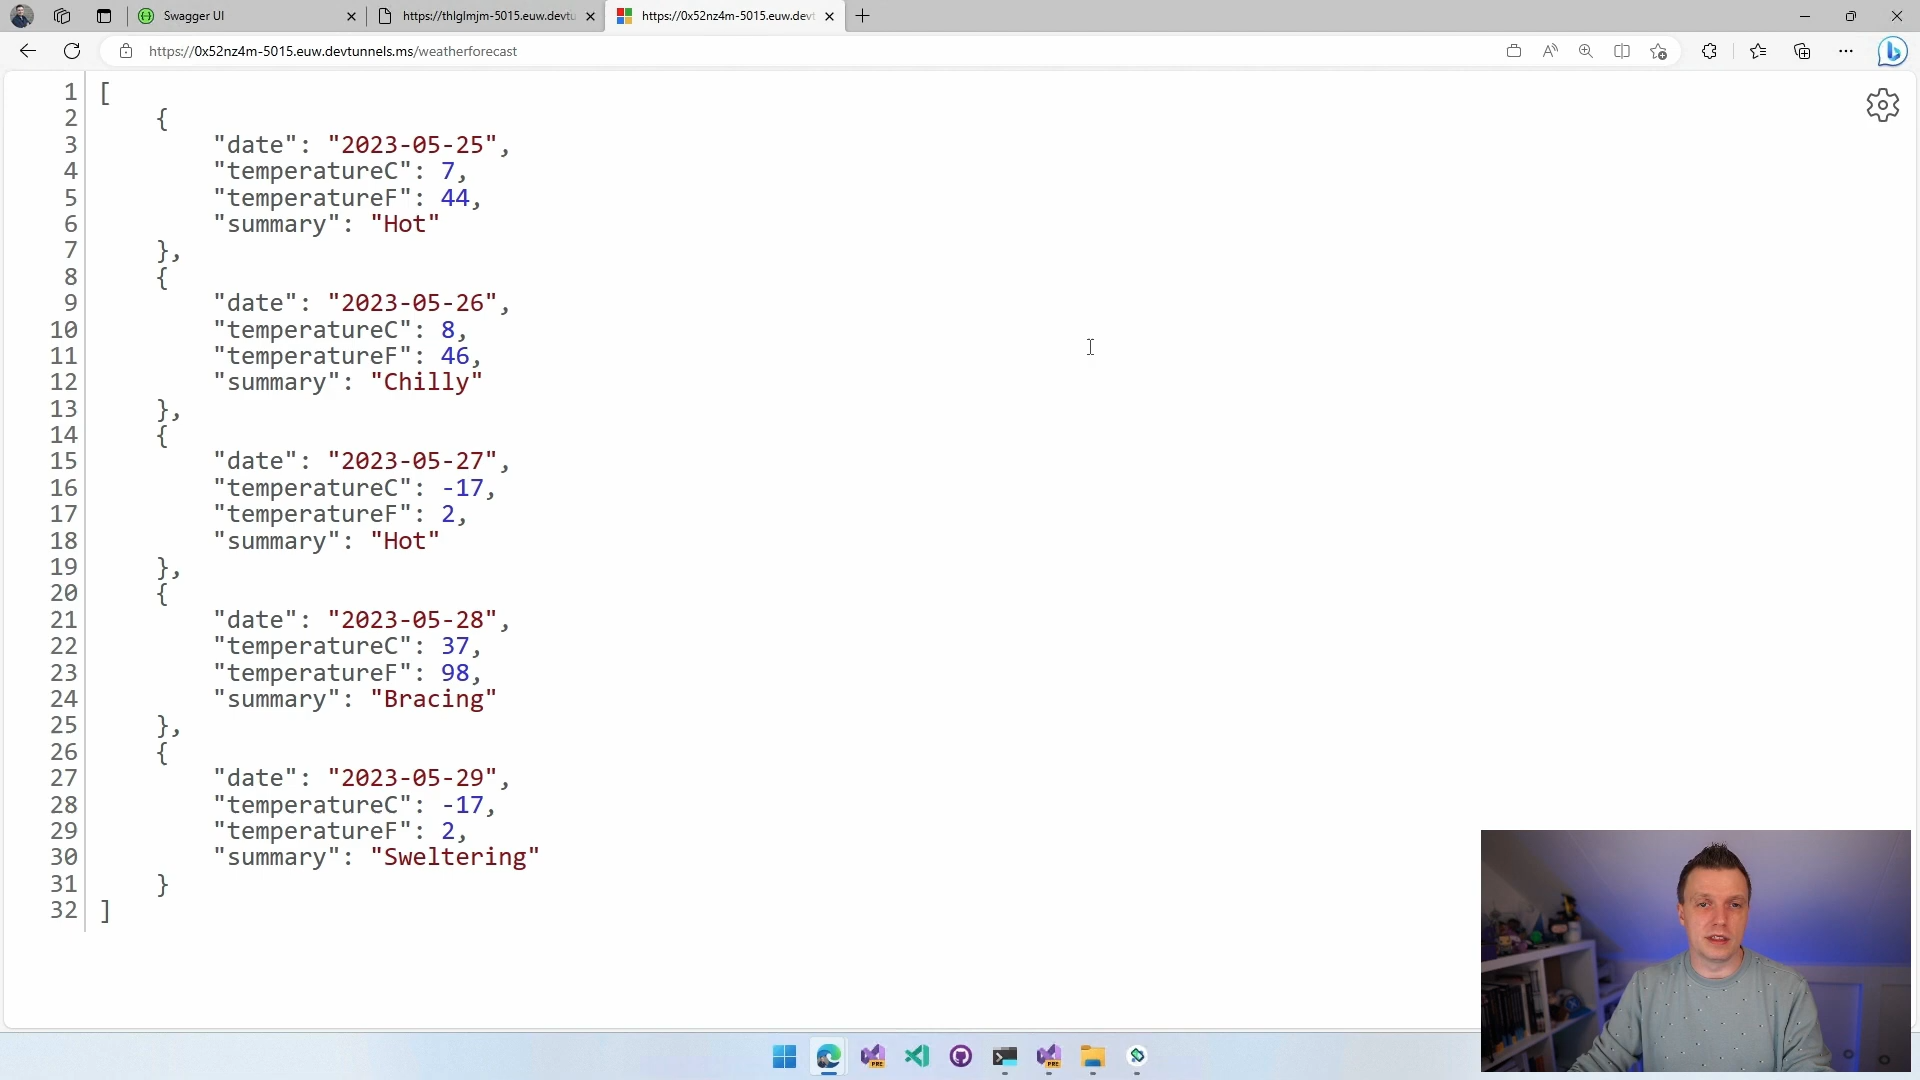 Swagger UI
https://thlglmjm-5015.euw.devtu
https://0x52nz4m-5015.euw.dev
https://0x52nz4m-5015.euw.devtunnels.ms/weatherforecast
1 [
2 {
3 "date": "2023-05-25",
4 "temperatureC": 7,
5 "temperatureF": 44,
6 "summary": "Hot"
7 },
8 {
9 "date": "2023-05-26",
10 "temperatureC": 8,
11 "temperatureF": 46,
12 "summary": "Chilly"
13 },
14 {
15 "date": "2023-05-27",
16 "temperatureC": -17,
17 "temperatureF": 2,
18 "summary": "Hot"
19 },
20 {
21 "date": "2023-05-28",
22 "temperatureC": 37,
23 "temperatureF": 98,
24 "summary": "Bracing"
25 },
26 {
27 "date": "2023-05-29",
28 "temperatureC": -17,
29 "temperatureF": 2,
30 "summary": "Sweltering"
31 }
32 ]
PRE
PRE